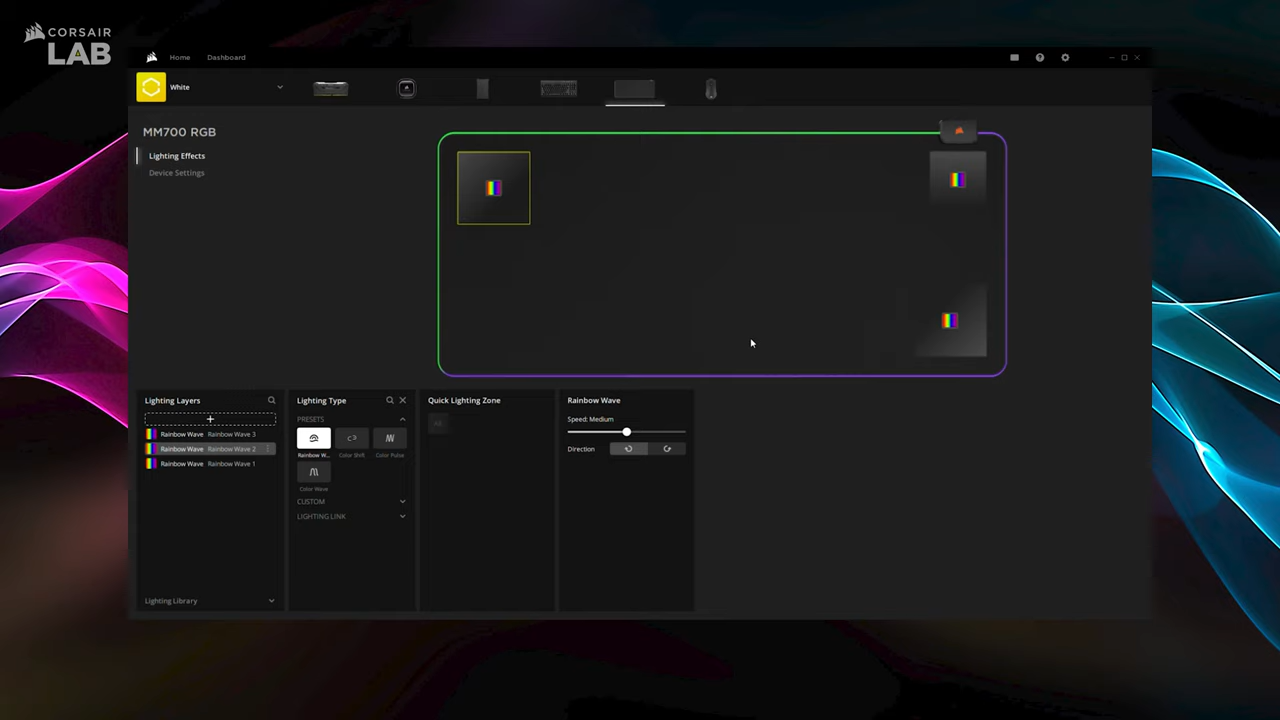 CORSAIR
LAB
Home Dashboard
White
MM700 RGB
Lighting Effects
Device Settings
Lighting Layers
+
Rainbow Wave Rainbow Wave 3
Rainbow Wave Rainbow Wave 2
Rainbow Wave Rainbow Wave 1
Lighting Library
Lighting Type
PRESETS
Rainbow W... Color Shift Color Pulse
Color Wave
CUSTOM
LIGHTING LINK
Quick Lighting Zone
All
Rainbow Wave
Speed: Medium
Direction